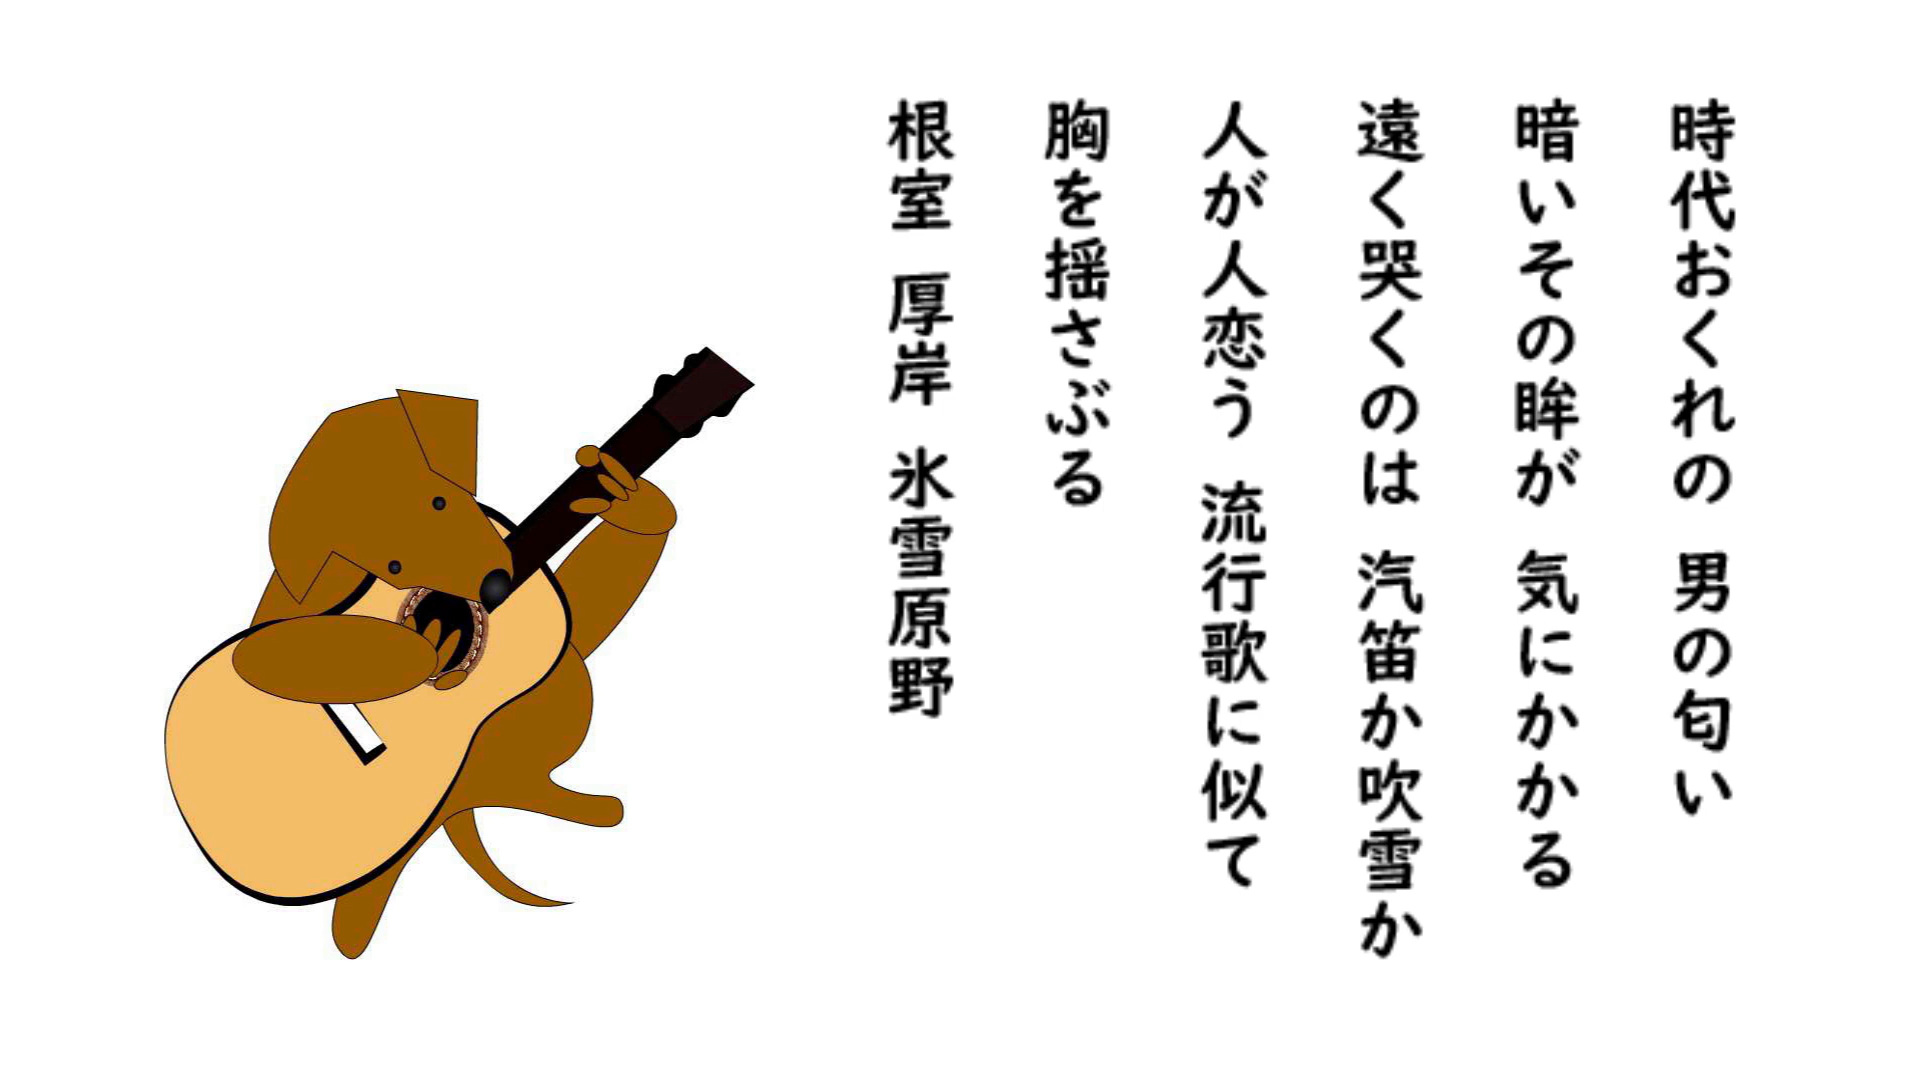 時代おくれの 男の匂い
暗いその眸が 気にかかる
遠く哭くのは 汽笛か吹雪か
人が人恋う 流行歌に似て
胸を揺さぶる
根室 厚岸 氷雪原野